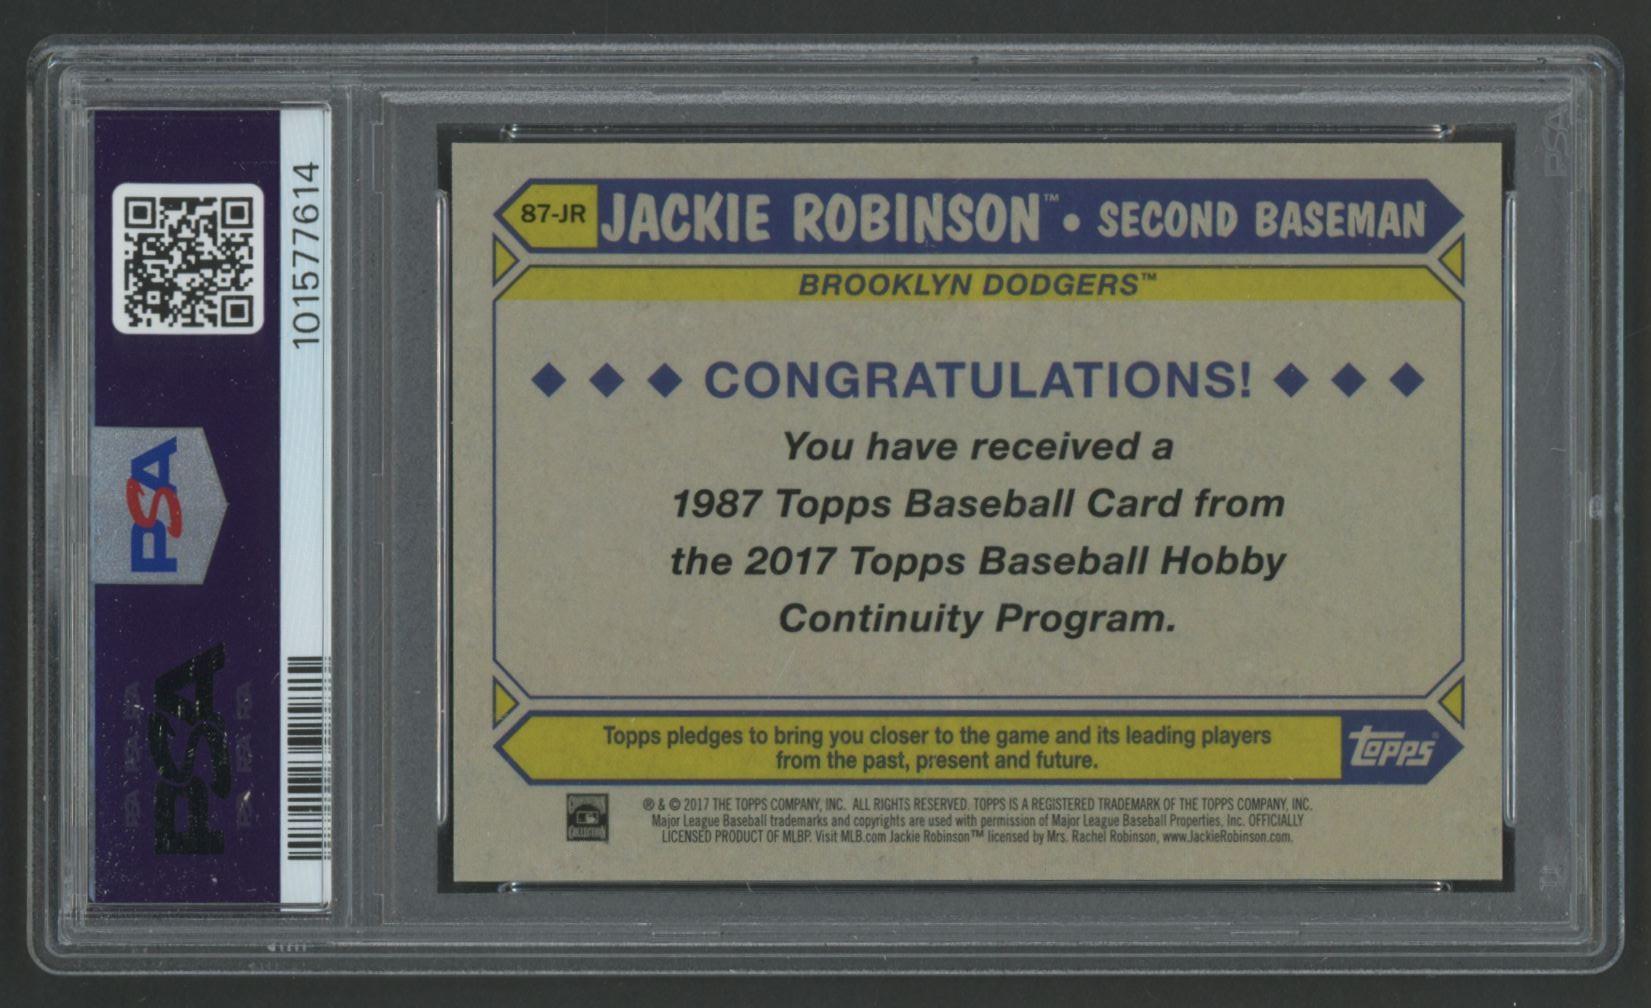 87-JR JACKIE ROBINSON™ • SECOND BASEMAN
BROOKLYN DODGERS™
◆ ◆ ◆ CONGRATULATIONS! ◆ ◆ ◆
You have received a
1987 Topps Baseball Card from
the 2017 Topps Baseball Hobby
Continuity Program.
Topps pledges to bring you closer to the game and its leading players
from the past, present and future.
topps®
COOPERSTOWN
COLLECTION
® & © 2017 THE TOPPS COMPANY, INC. ALL RIGHTS RESERVED. TOPPS IS A REGISTERED TRADEMARK OF THE TOPPS COMPANY, INC.
Major League Baseball trademarks and copyrights are used with permission of Major League Baseball Properties, Inc. OFFICIALLY
LICENSED PRODUCT OF MLBP. Visit MLB.com Jackie Robinson™ licensed by Mrs. Rachel Robinson, www.JackieRobinson.com.
101577614
PSA
PSA
PSA